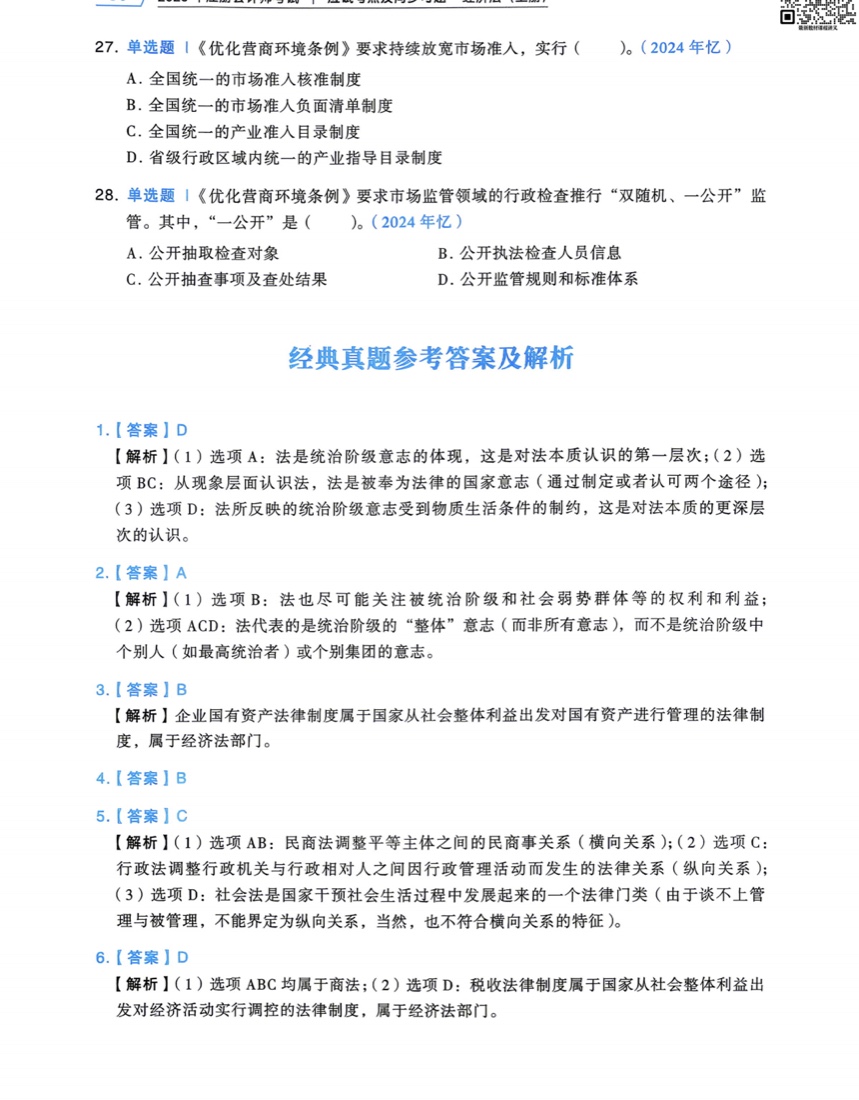 27. 单选题 |《优化营商环境条例》要求持续放宽市场准入，实行（　　）。（2024 年忆）
A. 全国统一的市场准入核准制度
B. 全国统一的市场准入负面清单制度
C. 全国统一的产业准入目录制度
D. 省级行政区域内统一的产业指导目录制度
28. 单选题 |《优化营商环境条例》要求市场监管领域的行政检查推行“双随机、一公开”监
管。其中，“一公开”是（　　）。（2024 年忆）
A. 公开抽取检查对象
B. 公开执法检查人员信息
C. 公开抽查事项及查处结果
D. 公开监管规则和标准体系
经典真题参考答案及解析
1.【答案】D
【解析】（1）选项 A：法是统治阶级意志的体现，这是对法本质认识的第一层次；（2）选
项 BC：从现象层面认识法，法是被奉为法律的国家意志（通过制定或者认可两个途径）；
（3）选项 D：法所反映的统治阶级意志受到物质生活条件的制约，这是对法本质的更深层
次的认识。
2.【答案】A
【解析】（1）选项 B：法也尽可能关注被统治阶级和社会弱势群体等的权利和利益；
（2）选项 ACD：法代表的是统治阶级的“整体”意志（而非所有意志），而不是统治阶级中
个别人（如最高统治者）或个别集团的意志。
3.【答案】B
【解析】企业国有资产法律制度属于国家从社会整体利益出发对国有资产进行管理的法律制
度，属于经济法部门。
4.【答案】B
5.【答案】C
【解析】（1）选项 AB：民商法调整平等主体之间的民商事关系（横向关系）；（2）选项 C：
行政法调整行政机关与行政相对人之间因行政管理活动而发生的法律关系（纵向关系）；
（3）选项 D：社会法是国家干预社会生活过程中发展起来的一个法律门类（由于谈不上管
理与被管理，不能界定为纵向关系，当然，也不符合横向关系的特征）。
6.【答案】D
【解析】（1）选项 ABC 均属于商法；（2）选项 D：税收法律制度属于国家从社会整体利益出
发对经济活动实行调控的法律制度，属于经济法部门。